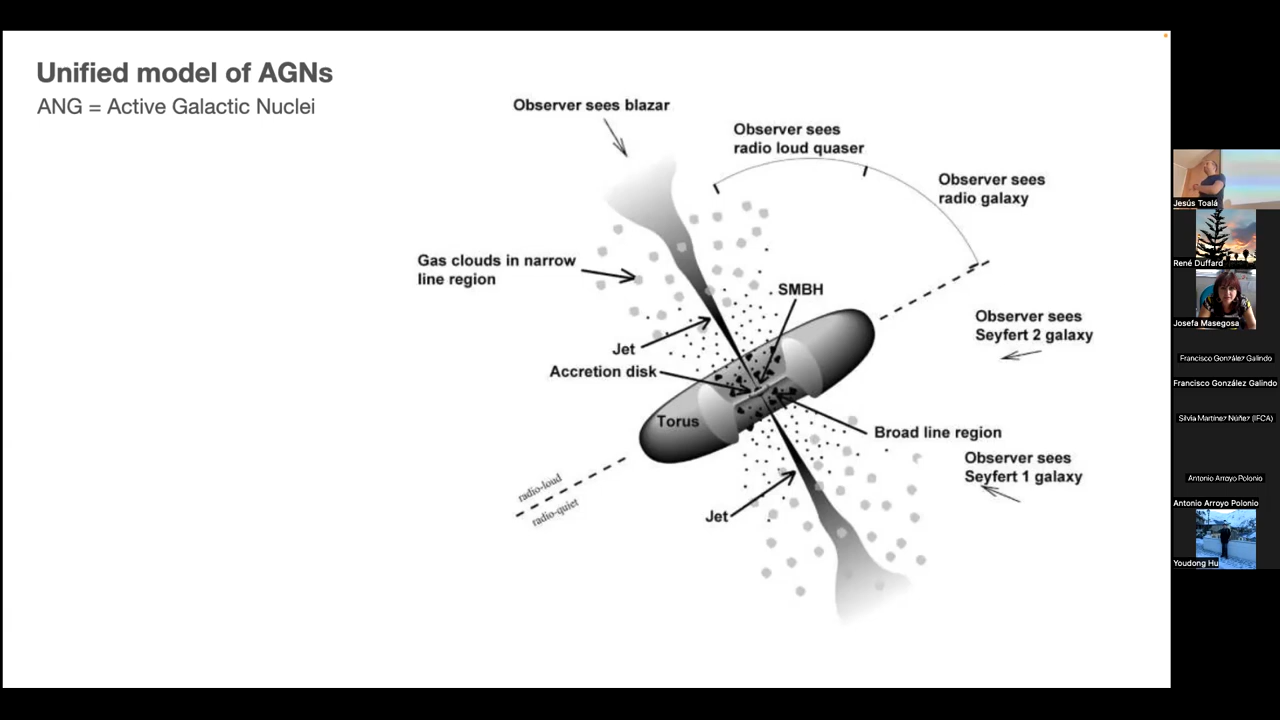 Unified model of AGNs
ANG = Active Galactic Nuclei
Observer sees blazar
Observer sees
radio loud quaser
Observer sees
radio galaxy
Gas clouds in narrow
line region
SMBH
Observer sees
Seyfert 2 galaxy
Jet
Accretion disk
Torus
Broad line region
Observer sees
Seyfert 1 galaxy
radio-loud
radio-quiet
Jet
Jesús Toalá
René Duffard
Josefa Masegosa
Francisco González Galindo
Francisco González Galindo
Silvia Martínez Núñez (IFCA)
Antonio Arroyo Polonio
Antonio Arroyo Polonio
Youdong Hu